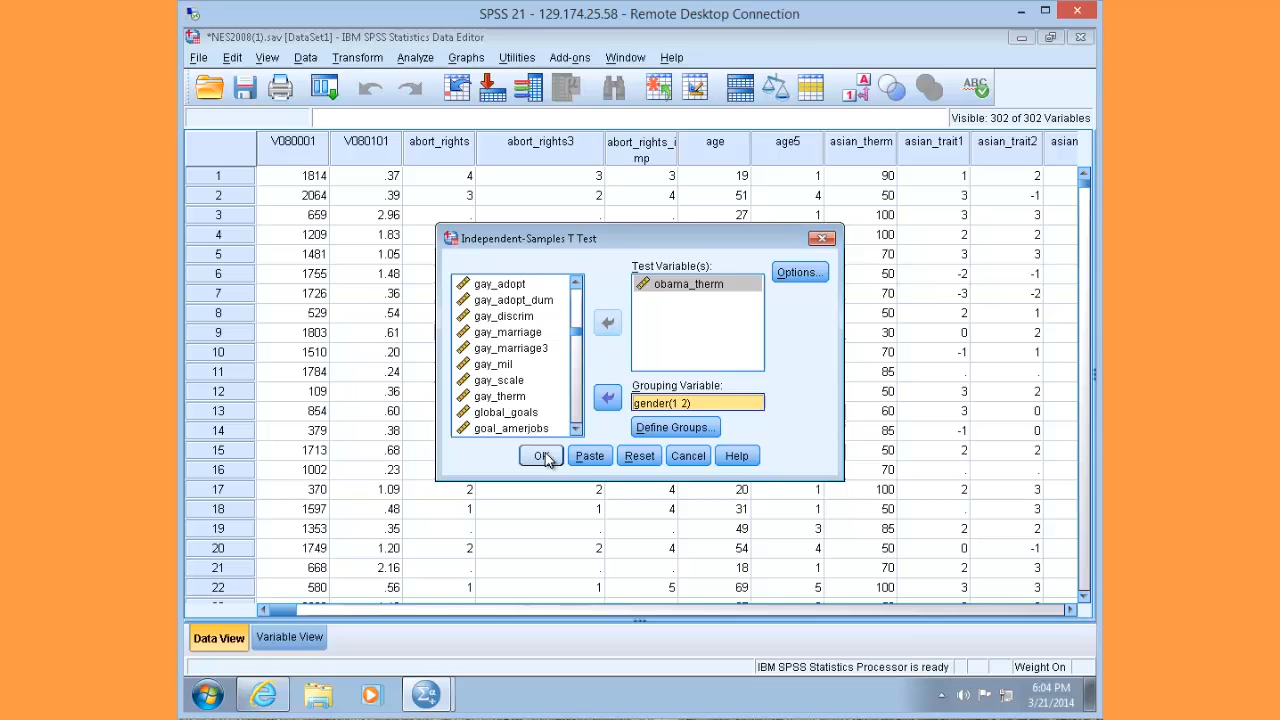 SPSS 21 - 129.174.25.58 - Remote Desktop Connection
*NES2008(1).sav [DataSet1] - IBM SPSS Statistics Data Editor
File Edit View Data Transform Analyze Graphs Utilities Add-ons Window Help
Visible: 302 of 302 Variables
V080001 V080101 abort_rights abort_rights3 abort_rights_i age age5 asian_therm asian_trait1 asian_trait2 asian
mp
1 1814 .37 4 3 3 19 1 90 1 2
2 2064 .39 3 2 4 51 4 50 3 -1
3 659 2.96 . . . 27 1 100 3 3
4 1209 1.83 100 2 2
5 1481 1.05 70 3 3
6 1755 1.48 50 -2 -1
7 1726 .36 70 -3 -2
8 529 .54 50 2 1
9 1803 .61 30 0 2
10 1510 .20 70 -1 1
11 1784 .24 85 . .
12 109 .36 50 3 2
13 854 .60 60 3 0
14 379 .38 85 -1 0
15 1713 .68 60 2 3
16 1002 .23 70 . .
17 370 1.09 2 2 4 20 1 100 2 3
18 1597 .48 1 1 4 31 1 50 . 3
19 1353 .35 . . . 49 3 85 2 2
20 1749 1.20 2 2 4 54 4 50 0 -1
21 668 2.16 . . . 18 1 70 2 3
22 580 .56 1 1 5 69 5 100 3 3
Independent-Samples T Test
gay_adopt
gay_adopt_dum
gay_discrim
gay_marriage
gay_marriage3
gay_mil
gay_scale
gay_therm
global_goals
goal_amerjobs
Test Variable(s):
obama_therm
Options...
Grouping Variable:
gender(1 2)
Define Groups...
OK Paste Reset Cancel Help
Data View Variable View
IBM SPSS Statistics Processor is ready Weight On
6:04 PM
3/21/2014